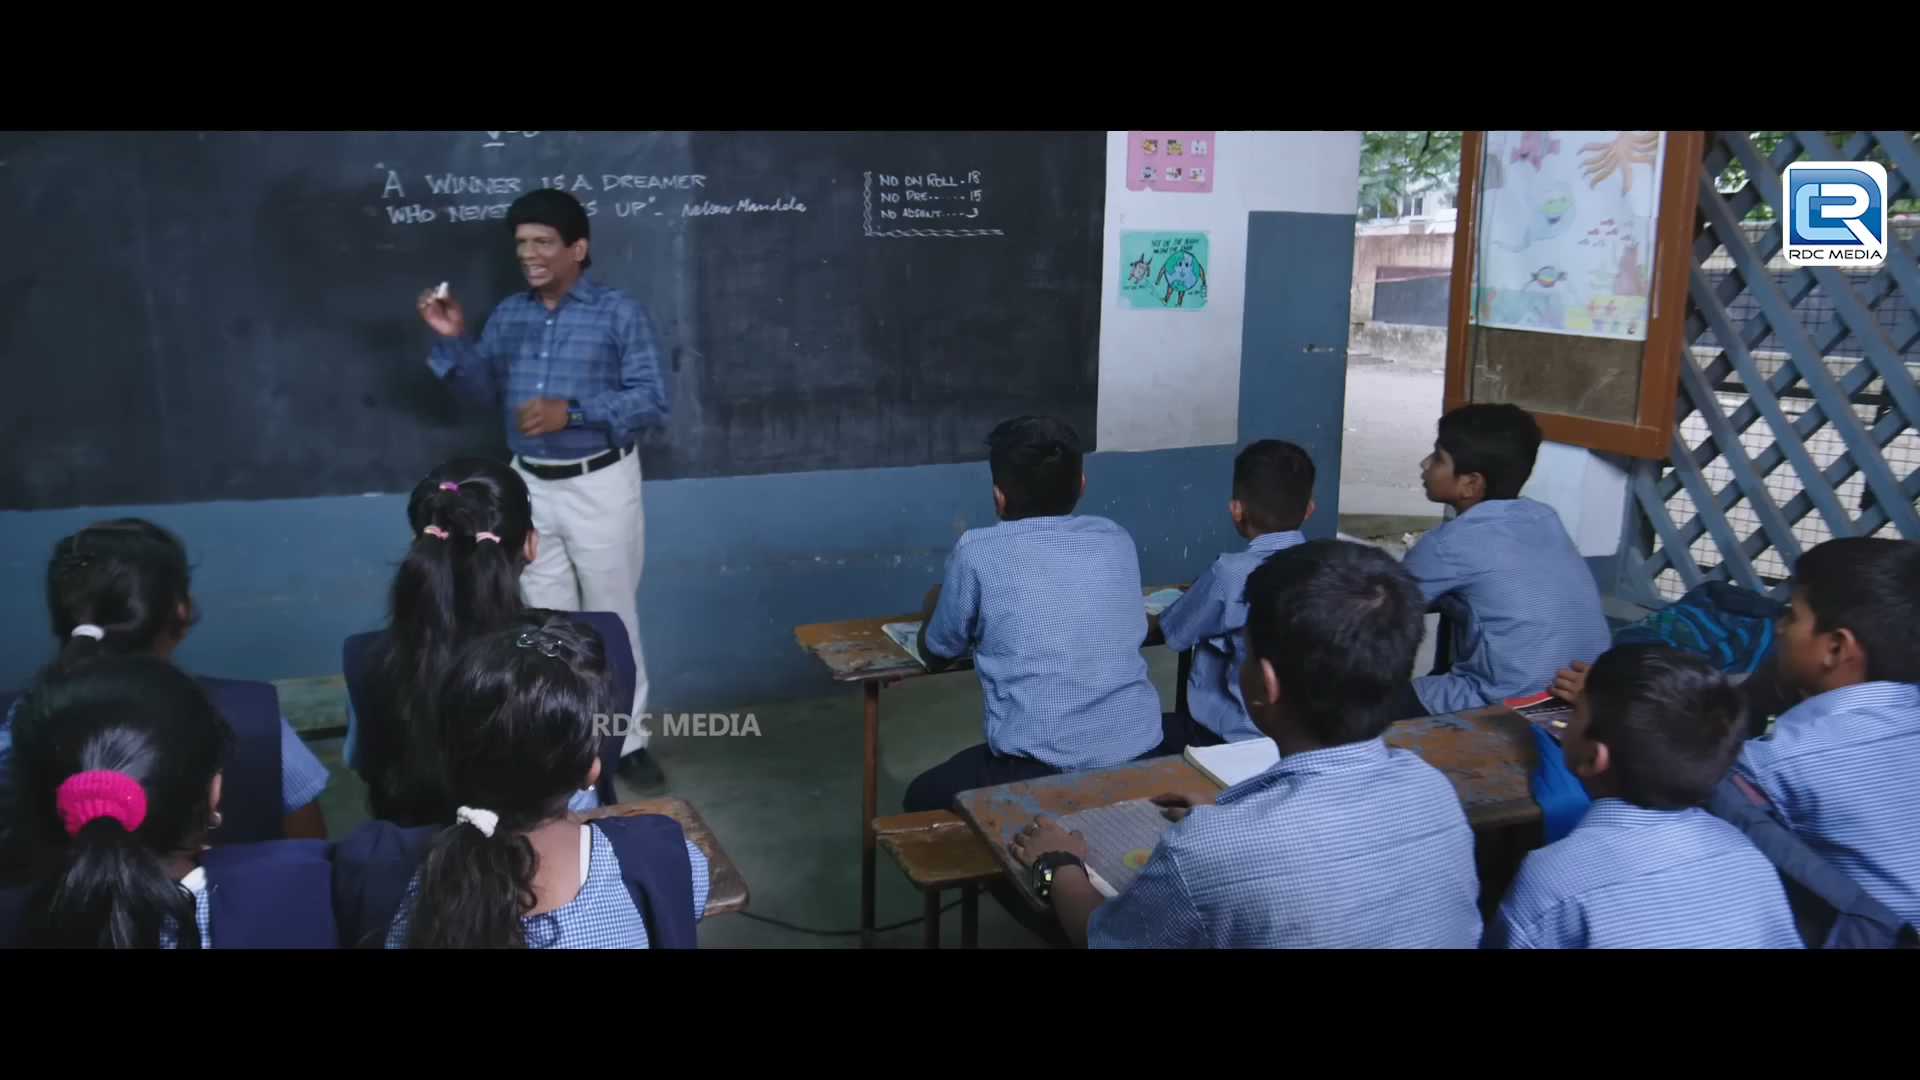 "A WINNER IS A DREAMER
WHO NEVER UP" - Nelson Mandela
NO ON ROLL - 18
NO PRE...... 15
NO ABSENT.... 3
RDC MEDIA
RDC MEDIA